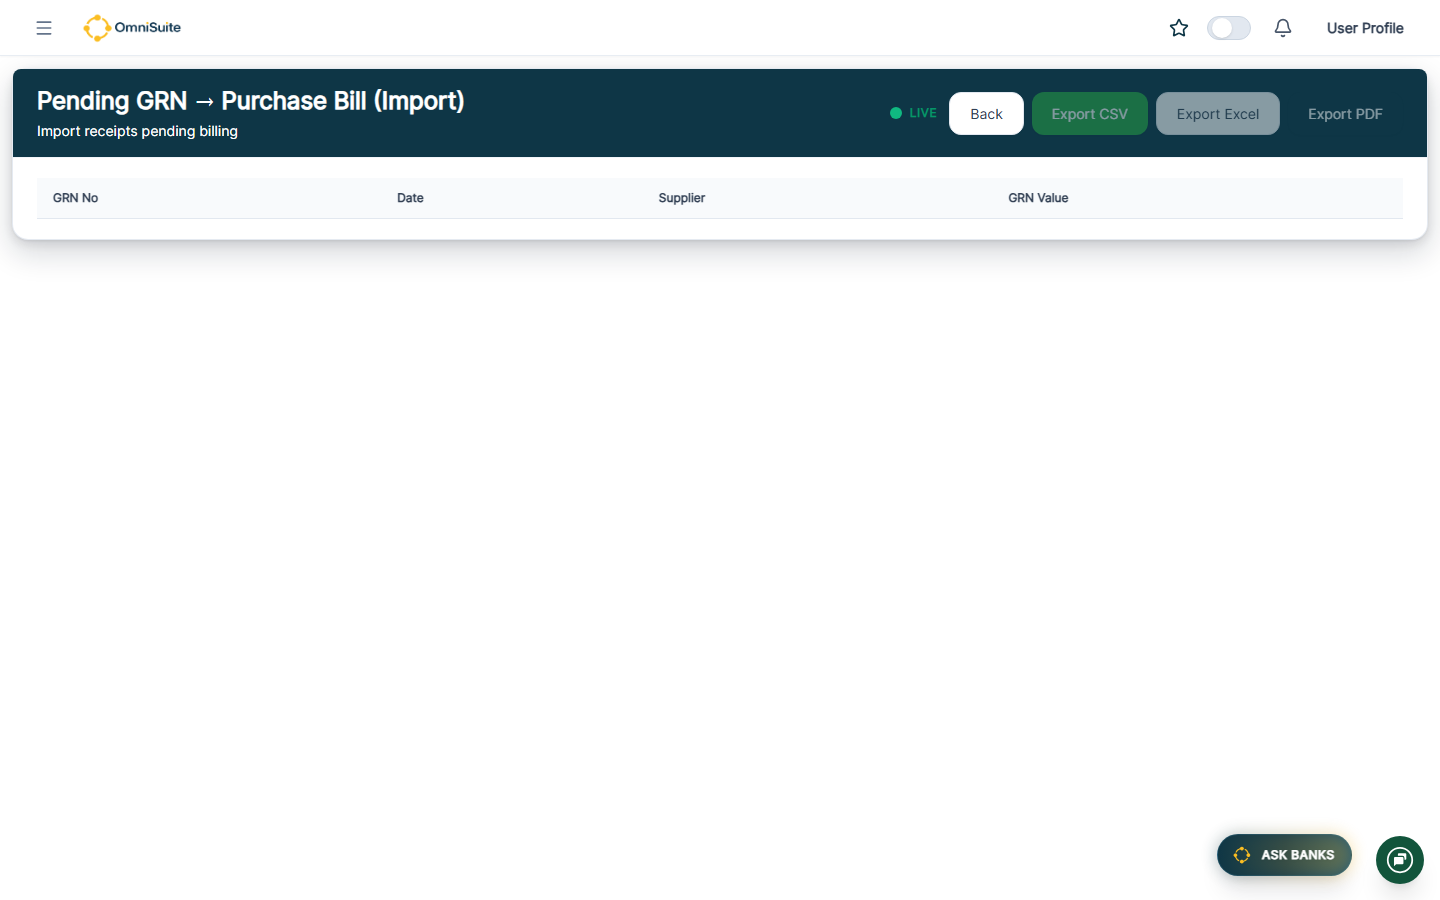 OmniSuite
User Profile
Pending GRN → Purchase Bill (Import)
Import receipts pending billing
LIVE
Back
Export CSV
Export Excel
Export PDF
GRN No
Date
Supplier
GRN Value
ASK BANKS